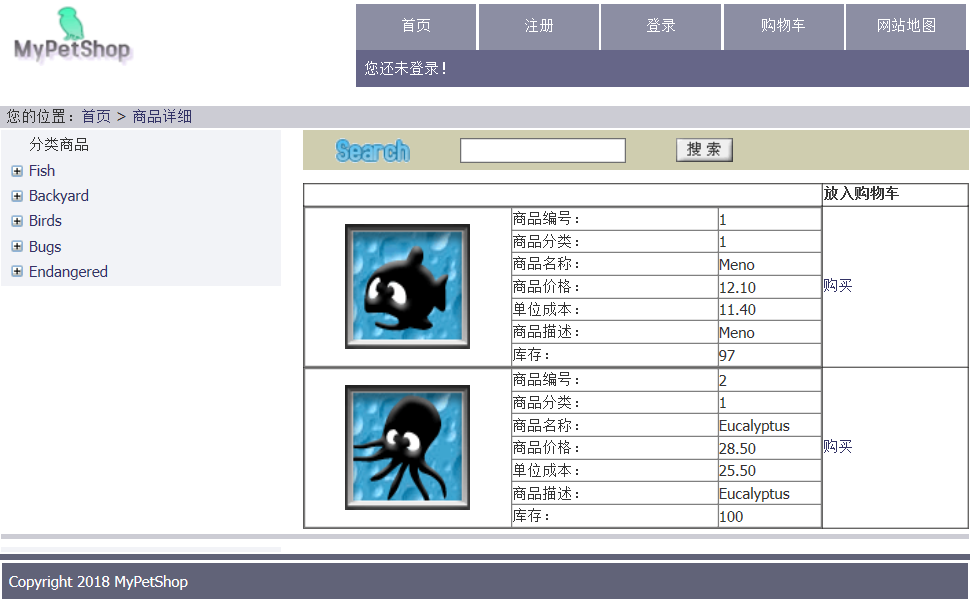 MyPetShop
首页 注册 登录 购物车 网站地图
您还未登录！
您的位置：首页 > 商品详细
分类商品
Fish
Backyard
Birds
Bugs
Endangered
Search 搜 索
放入购物车
商品编号： 1
商品分类： 1
商品名称： Meno
商品价格： 12.10
单位成本： 11.40
商品描述： Meno
库存： 97
购买
商品编号： 2
商品分类： 1
商品名称： Eucalyptus
商品价格： 28.50
单位成本： 25.50
商品描述： Eucalyptus
库存： 100
购买
Copyright 2018 MyPetShop